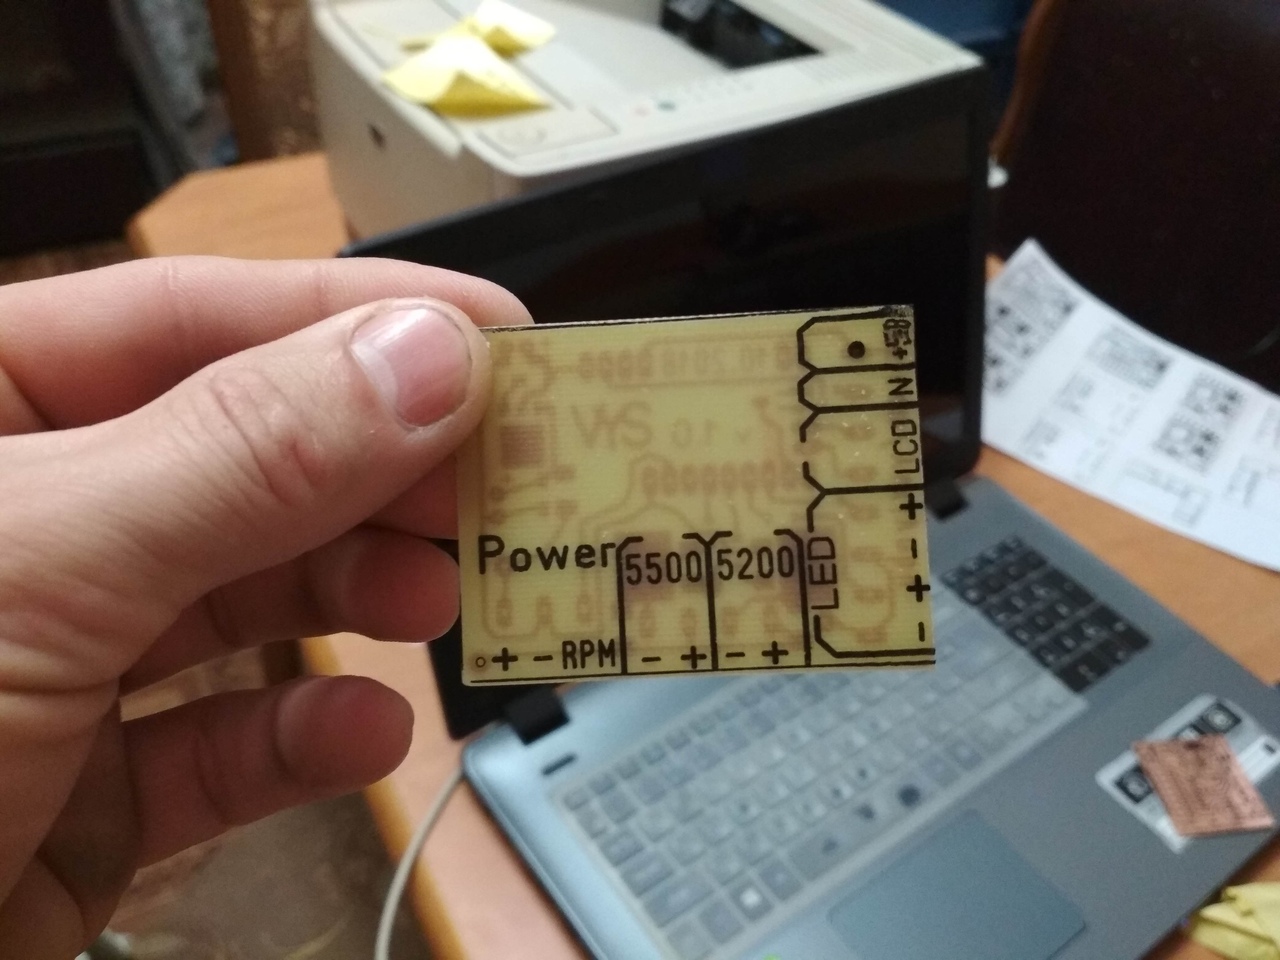 +5В
N
LCD
+
-
+
-
LED
Power
5500
5200
+ - RPM - + - +